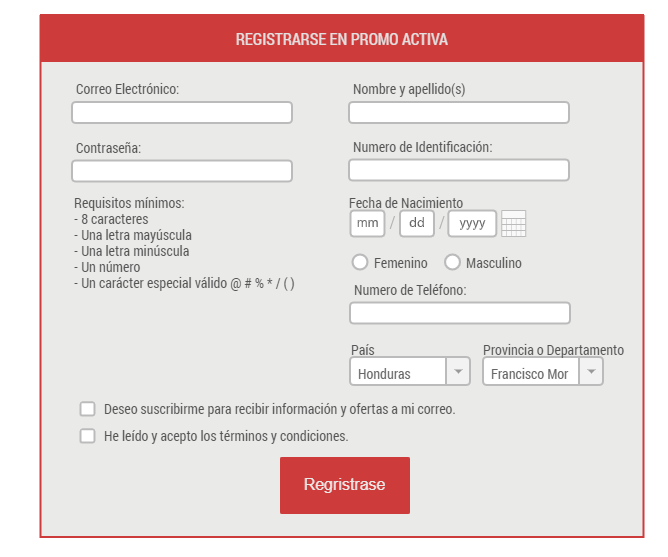 REGISTRARSE EN PROMO ACTIVA
Correo Electrónico:
Contraseña:
Requisitos mínimos:
- 8 caracteres
- Una letra mayúscula
- Una letra minúscula
- Un número
- Un carácter especial válido @ # % * / ( )
Nombre y apellido(s)
Numero de Identificación:
Fecha de Nacimiento
mm / dd / yyyy
Femenino Masculino
Numero de Teléfono:
País Provincia o Departamento
Honduras Francisco Mor
Deseo suscribirme para recibir información y ofertas a mi correo.
He leído y acepto los términos y condiciones.
Regristrase